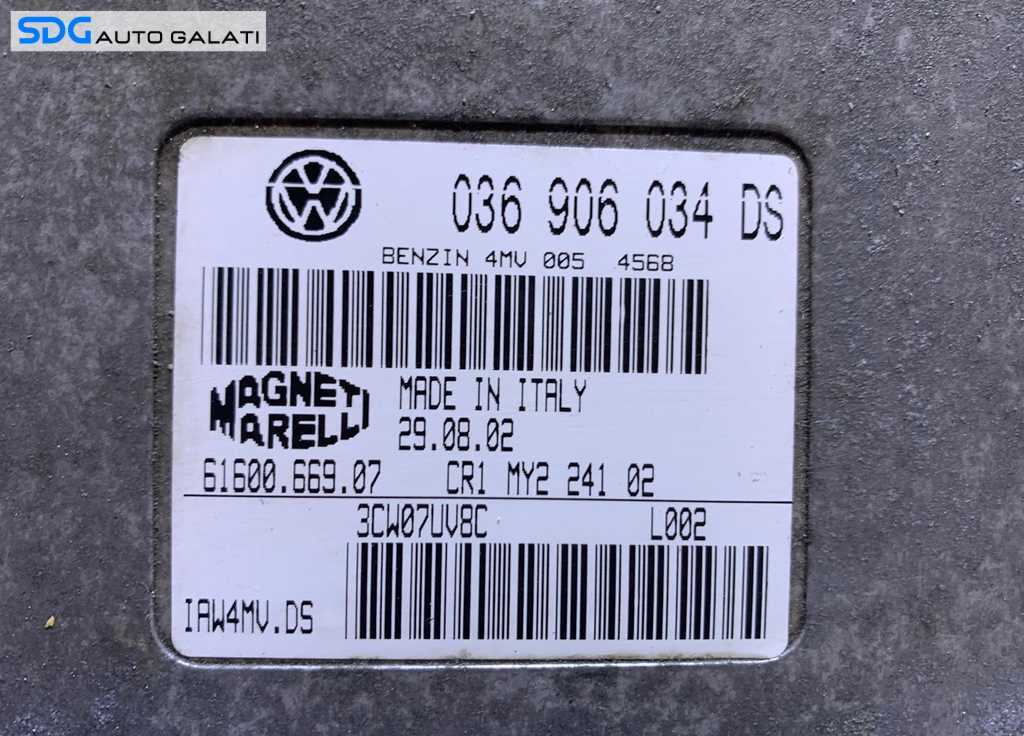 SDG AUTO GALATI
036 906 034 DS
BENZIN 4MV 005 4568
MAGNETI MARELLI
MADE IN ITALY
29.08.02
61600.669.07 CR1 MY2 241 02
3CW07UV8C L002
IAW4MV.DS